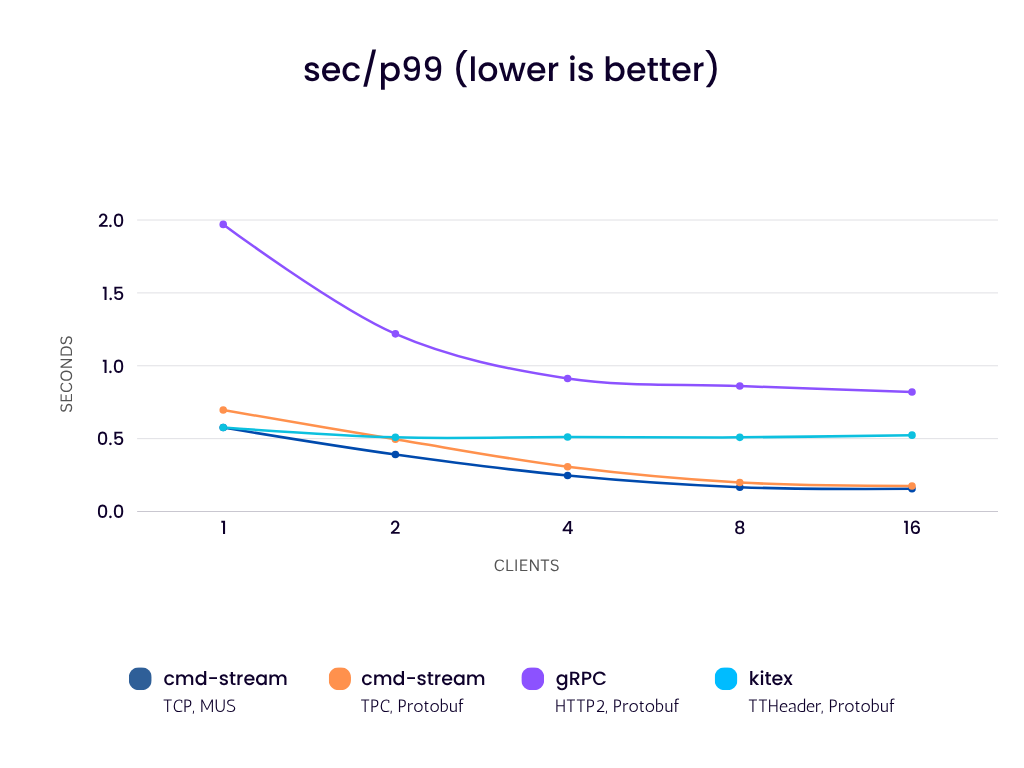 sec/p99 (lower is better)
2.0
1.5
1.0
0.5
0.0
SECONDS
1 2 4 8 16
CLIENTS
cmd-stream cmd-stream gRPC kitex
TCP, MUS TPC, Protobuf HTTP2, Protobuf TTHeader, Protobuf